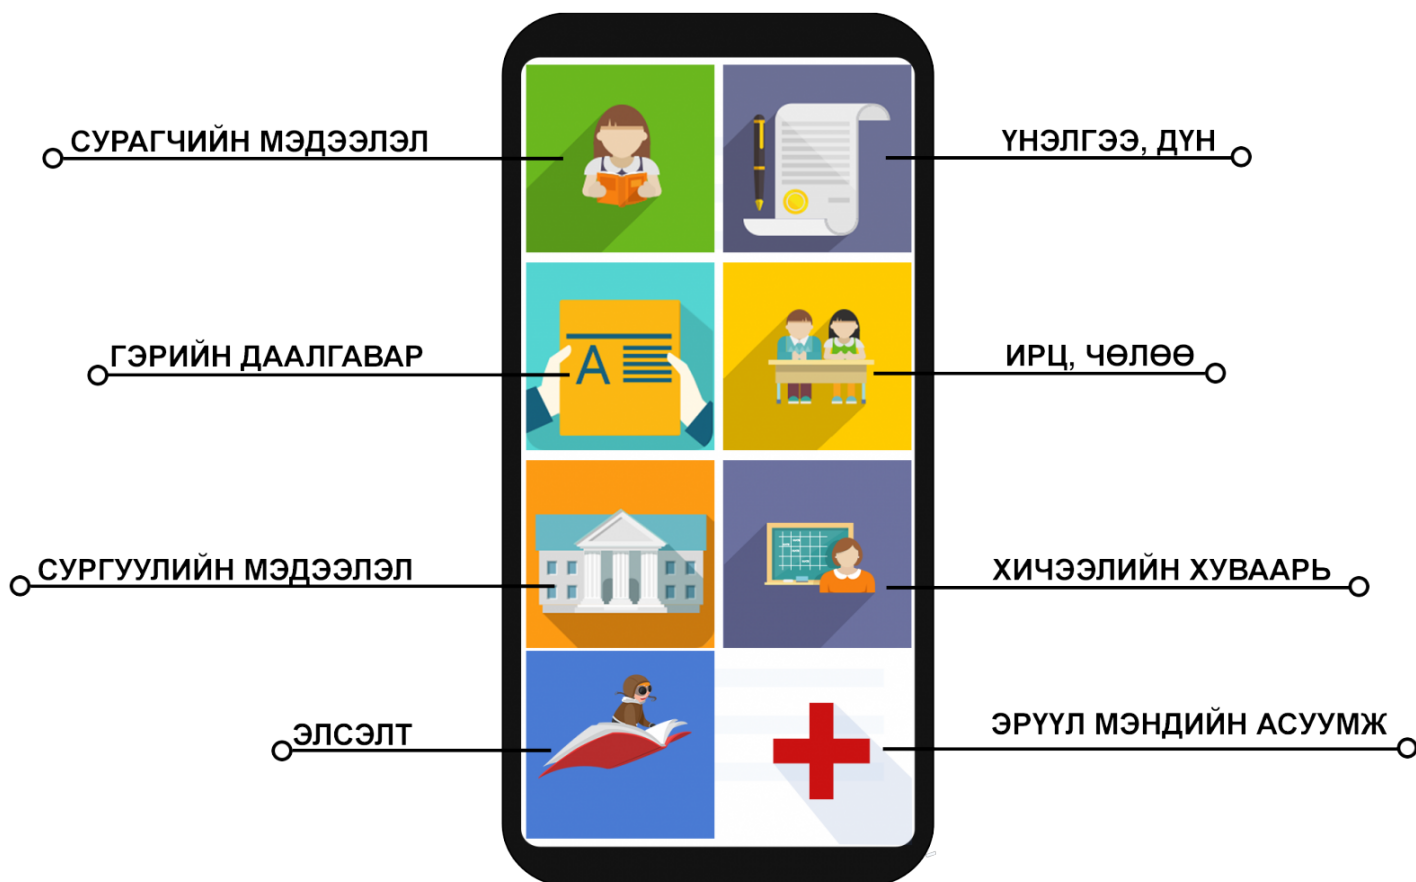 СУРАГЧИЙН МЭДЭЭЛЭЛ
ҮНЭЛГЭЭ, ДҮН
ГЭРИЙН ДААЛГАВАР
A
ИРЦ, ЧӨЛӨӨ
СУРГУУЛИЙН МЭДЭЭЛЭЛ
ХИЧЭЭЛИЙН ХУВААРЬ
ЭЛСЭЛТ
ЭРҮҮЛ МЭНДИЙН АСУУМЖ